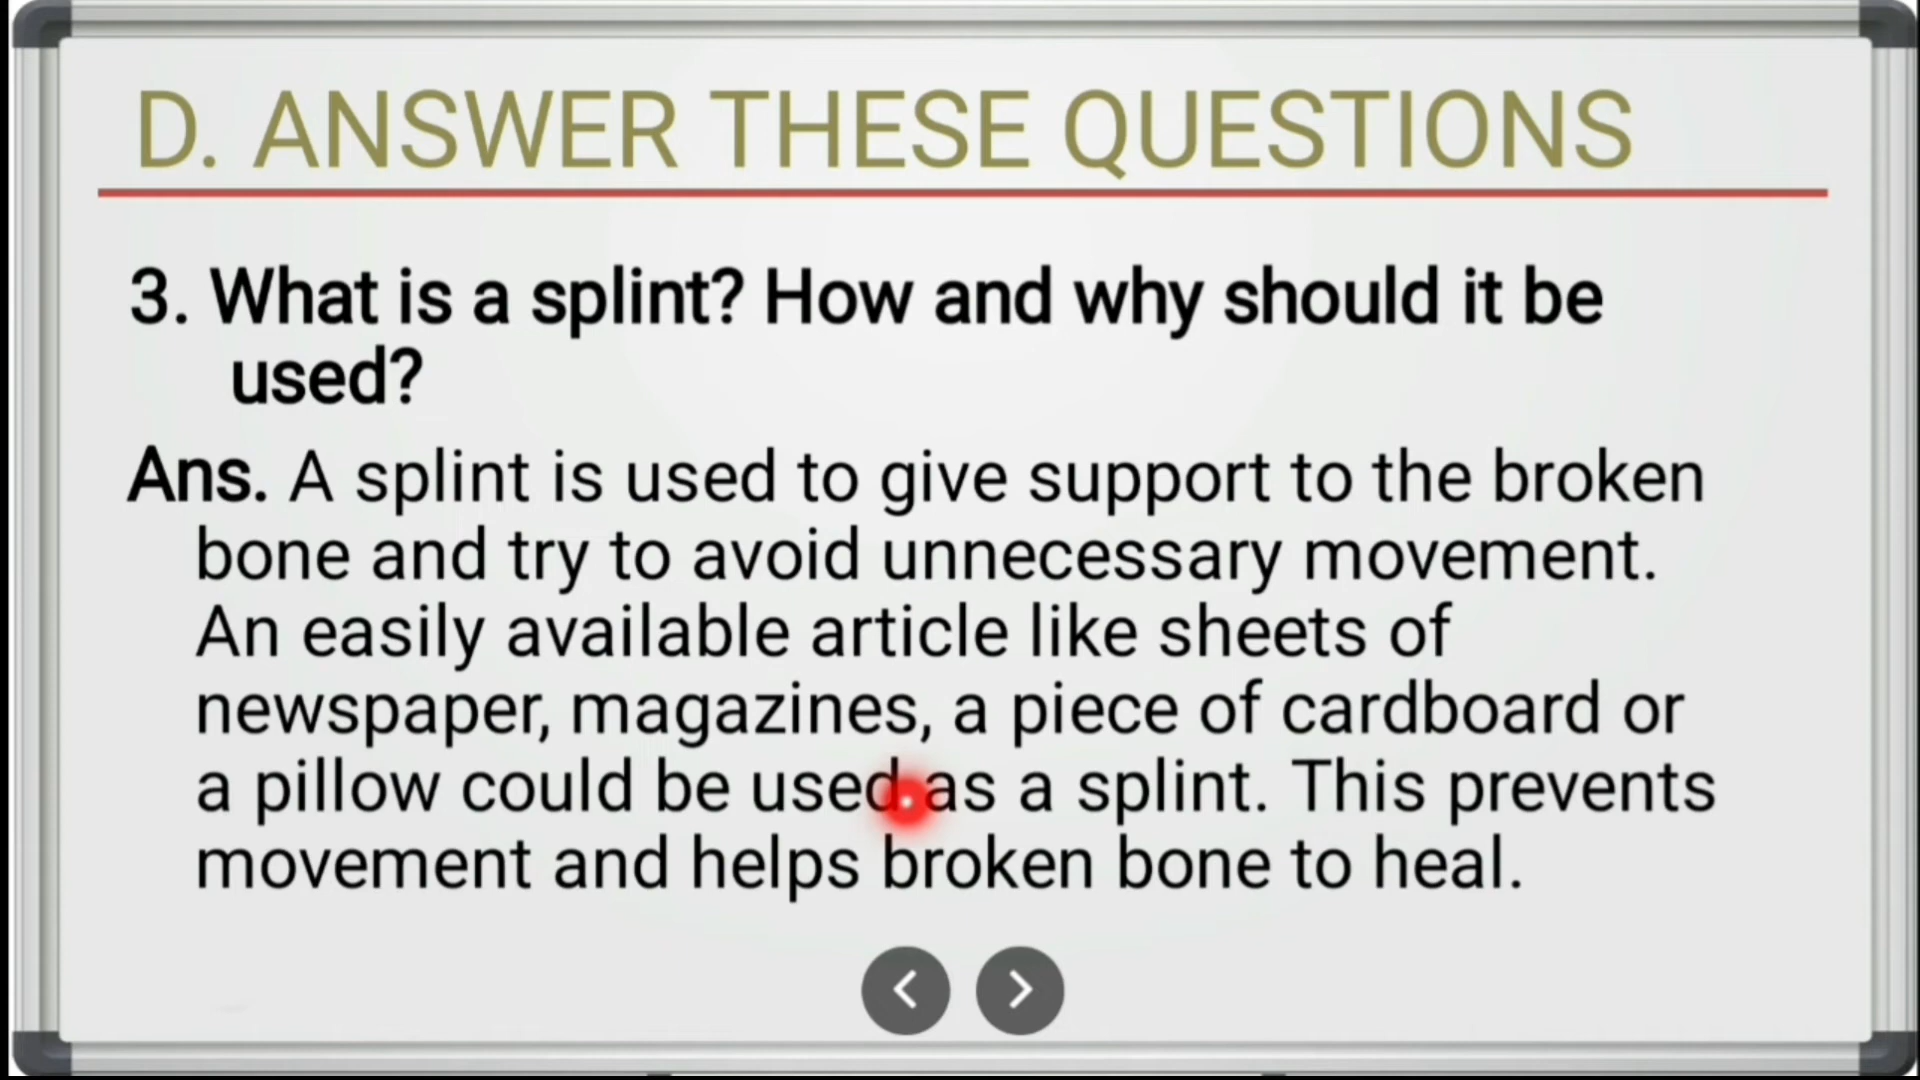 D. ANSWER THESE QUESTIONS
3. What is a splint? How and why should it be
used?
Ans. A splint is used to give support to the broken
bone and try to avoid unnecessary movement.
An easily available article like sheets of
newspaper, magazines, a piece of cardboard or
a pillow could be used as a splint. This prevents
movement and helps broken bone to heal.